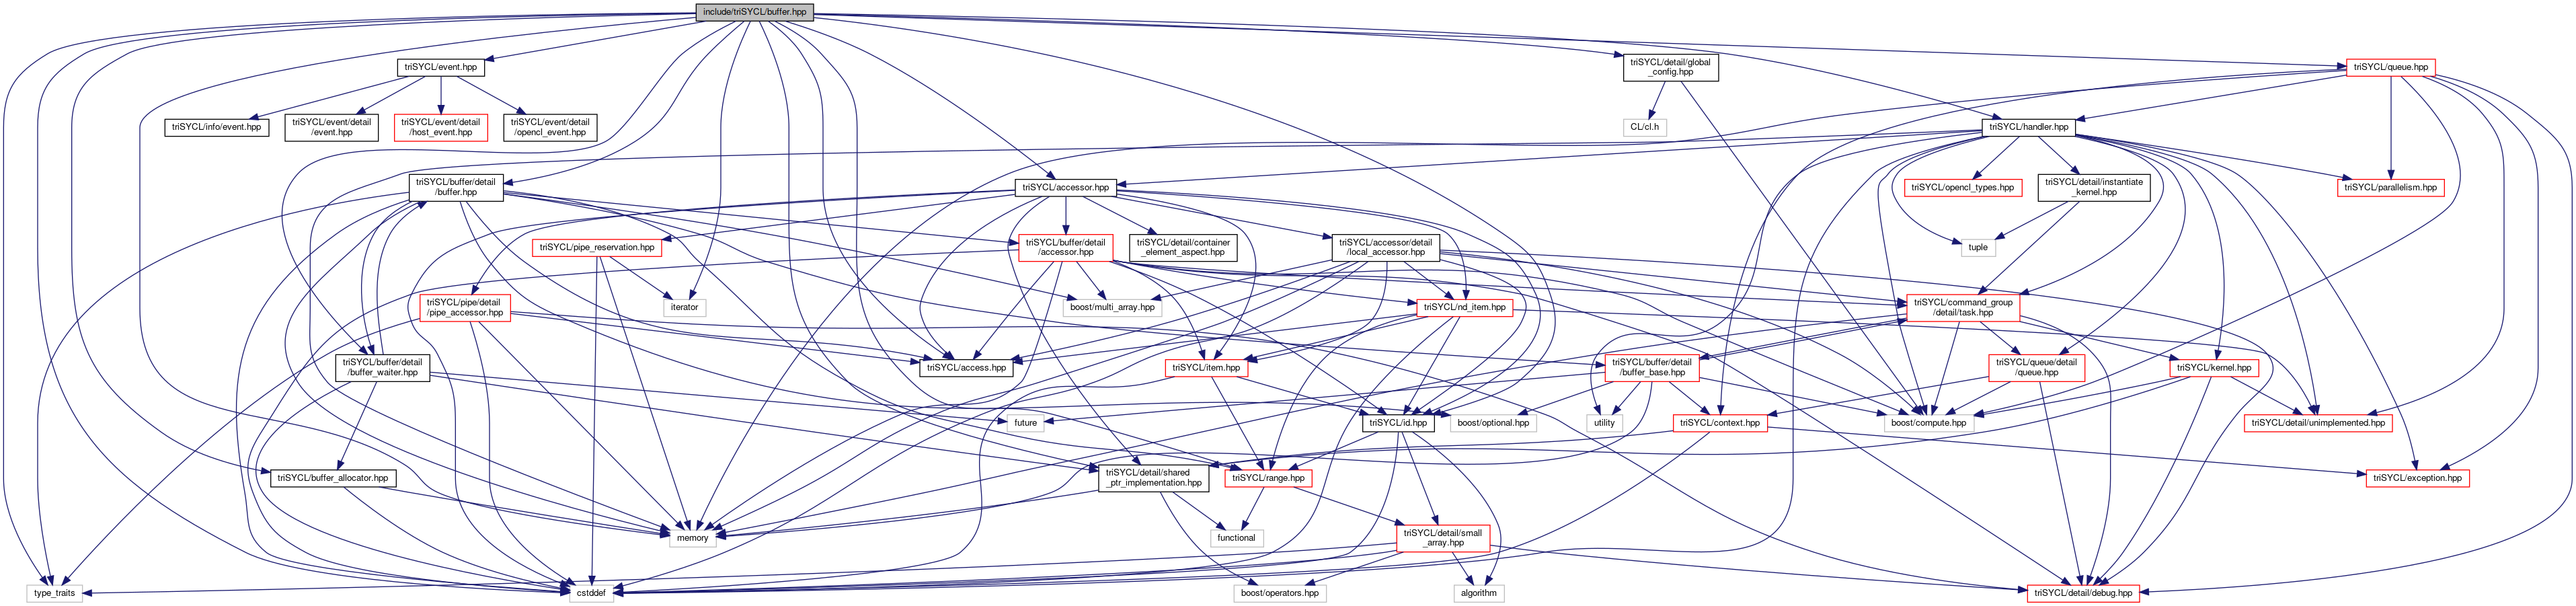 include/triSYCL/buffer.hpp
triSYCL/event.hpp
triSYCL/detail/global
_config.hpp
triSYCL/queue.hpp
triSYCL/info/event.hpp
triSYCL/event/detail
/event.hpp
triSYCL/event/detail
/host_event.hpp
triSYCL/event/detail
/opencl_event.hpp
CL/cl.h
triSYCL/handler.hpp
triSYCL/buffer/detail
/buffer.hpp
triSYCL/accessor.hpp
triSYCL/opencl_types.hpp
triSYCL/detail/instantiate
_kernel.hpp
triSYCL/parallelism.hpp
triSYCL/pipe_reservation.hpp
triSYCL/buffer/detail
/accessor.hpp
triSYCL/detail/container
_element_aspect.hpp
triSYCL/accessor/detail
/local_accessor.hpp
tuple
triSYCL/pipe/detail
/pipe_accessor.hpp
iterator
boost/multi_array.hpp
triSYCL/nd_item.hpp
triSYCL/command_group
/detail/task.hpp
triSYCL/buffer/detail
/buffer_waiter.hpp
triSYCL/access.hpp
triSYCL/item.hpp
triSYCL/buffer/detail
/buffer_base.hpp
triSYCL/queue/detail
/queue.hpp
triSYCL/kernel.hpp
future
triSYCL/id.hpp
boost/optional.hpp
utility
triSYCL/context.hpp
boost/compute.hpp
triSYCL/detail/unimplemented.hpp
triSYCL/buffer_allocator.hpp
triSYCL/detail/shared
_ptr_implementation.hpp
triSYCL/range.hpp
triSYCL/exception.hpp
memory
functional
triSYCL/detail/small
_array.hpp
type_traits
cstddef
boost/operators.hpp
algorithm
triSYCL/detail/debug.hpp